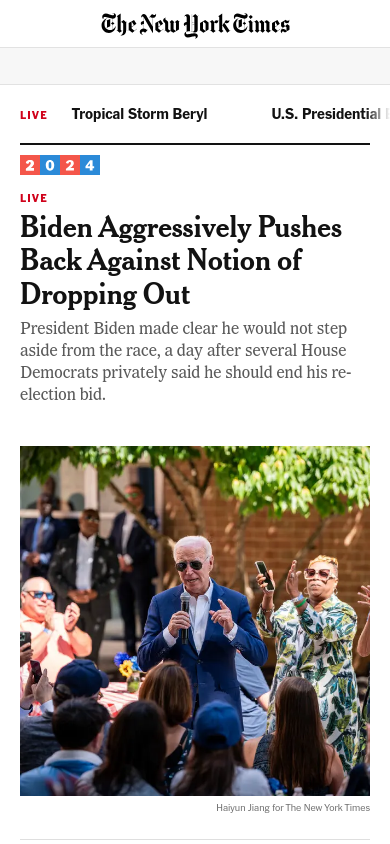 The New York Times
LIVE Tropical Storm Beryl U.S. Presidential
2024
LIVE
Biden Aggressively Pushes
Back Against Notion of
Dropping Out
President Biden made clear he would not step
aside from the race, a day after several House
Democrats privately said he should end his re-
election bid.
Haiyun Jiang for The New York Times